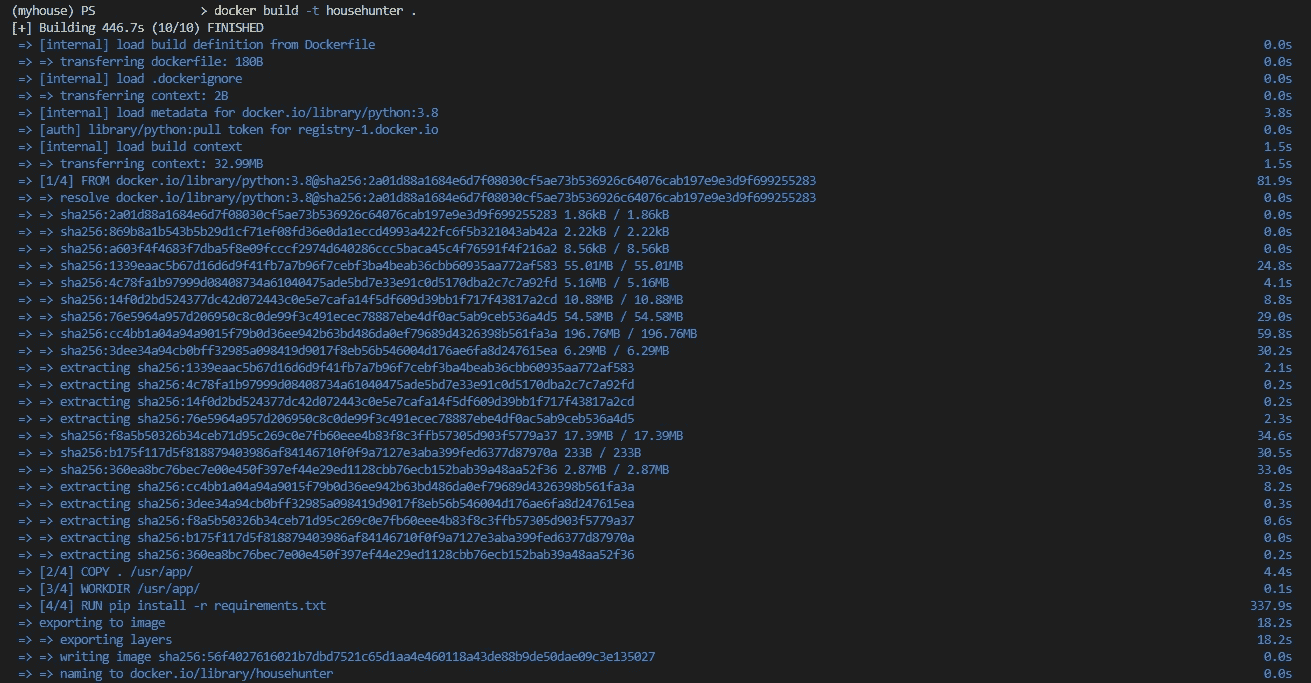 (myhouse) PS > docker build -t househunter .
[+] Building 446.7s (10/10) FINISHED
=> [internal] load build definition from Dockerfile 0.0s
=> => transferring dockerfile: 180B 0.0s
=> [internal] load .dockerignore 0.0s
=> => transferring context: 2B 0.0s
=> [internal] load metadata for docker.io/library/python:3.8 3.8s
=> [auth] library/python:pull token for registry-1.docker.io 0.0s
=> [internal] load build context 1.5s
=> => transferring context: 32.99MB 1.5s
=> [1/4] FROM docker.io/library/python:3.8@sha256:2a01d88a1684e6d7f08030cf5ae73b536926c64076cab197e9e3d9f699255283 81.9s
=> => resolve docker.io/library/python:3.8@sha256:2a01d88a1684e6d7f08030cf5ae73b536926c64076cab197e9e3d9f699255283 0.0s
=> => sha256:2a01d88a1684e6d7f08030cf5ae73b536926c64076cab197e9e3d9f699255283 1.86kB / 1.86kB 0.0s
=> => sha256:869b8a1b543b5b29d1cf71ef08fd36e0da1eccd4993a422fc6f5b321043ab42a 2.22kB / 2.22kB 0.0s
=> => sha256:a603f4f4683f7dba5f8e09fcccf2974d640286ccc5baca45c4f76591f4f216a2 8.56kB / 8.56kB 0.0s
=> => sha256:1339eaac5b67d16d6d9f41fb7a7b96f7cebf3ba4beab36cbb60935aa772af583 55.01MB / 55.01MB 24.8s
=> => sha256:4c78fa1b97999d08408734a61040475ade5bd7e33e91c0d5170dba2c7c7a92fd 5.16MB / 5.16MB 4.1s
=> => sha256:14f0d2bd524377dc42d072443c0e5e7cafa14f5df609d39bb1f717f43817a2cd 10.88MB / 10.88MB 8.8s
=> => sha256:76e5964a957d206950c8c0de99f3c491ecec78887ebe4df0ac5ab9ceb536a4d5 54.58MB / 54.58MB 29.0s
=> => sha256:cc4bb1a04a94a9015f79b0d36ee942b63bd486da0ef79689d4326398b561fa3a 196.76MB / 196.76MB 59.8s
=> => sha256:3dee34a94cb0bff32985a098419d9017f8eb56b546004d176ae6fa8d247615ea 6.29MB / 6.29MB 30.2s
=> => extracting sha256:1339eaac5b67d16d6d9f41fb7a7b96f7cebf3ba4beab36cbb60935aa772af583 2.1s
=> => extracting sha256:4c78fa1b97999d08408734a61040475ade5bd7e33e91c0d5170dba2c7c7a92fd 0.2s
=> => extracting sha256:14f0d2bd524377dc42d072443c0e5e7cafa14f5df609d39bb1f717f43817a2cd 0.2s
=> => extracting sha256:76e5964a957d206950c8c0de99f3c491ecec78887ebe4df0ac5ab9ceb536a4d5 2.3s
=> => sha256:f8a5b50326b34ceb71d95c269c0e7fb60eee4b83f8c3ffb57305d903f5779a37 17.39MB / 17.39MB 34.6s
=> => sha256:b175f117d5f818879403986af84146710f0f9a7127e3aba399fed6377d87970a 233B / 233B 30.5s
=> => sha256:360ea8bc76bec7e00e450f397ef44e29ed1128cbb76ecb152bab39a48aa52f36 2.87MB / 2.87MB 33.0s
=> => extracting sha256:cc4bb1a04a94a9015f79b0d36ee942b63bd486da0ef79689d4326398b561fa3a 8.2s
=> => extracting sha256:3dee34a94cb0bff32985a098419d9017f8eb56b546004d176ae6fa8d247615ea 0.3s
=> => extracting sha256:f8a5b50326b34ceb71d95c269c0e7fb60eee4b83f8c3ffb57305d903f5779a37 0.6s
=> => extracting sha256:b175f117d5f818879403986af84146710f0f9a7127e3aba399fed6377d87970a 0.0s
=> => extracting sha256:360ea8bc76bec7e00e450f397ef44e29ed1128cbb76ecb152bab39a48aa52f36 0.2s
=> [2/4] COPY . /usr/app/ 4.4s
=> [3/4] WORKDIR /usr/app/ 0.1s
=> [4/4] RUN pip install -r requirements.txt 337.9s
=> exporting to image 18.2s
=> => exporting layers 18.2s
=> => writing image sha256:56f4027616021b7dbd7521c65d1aa4e460118a43de88b9de50dae09c3e135027 0.0s
=> => naming to docker.io/library/househunter 0.0s